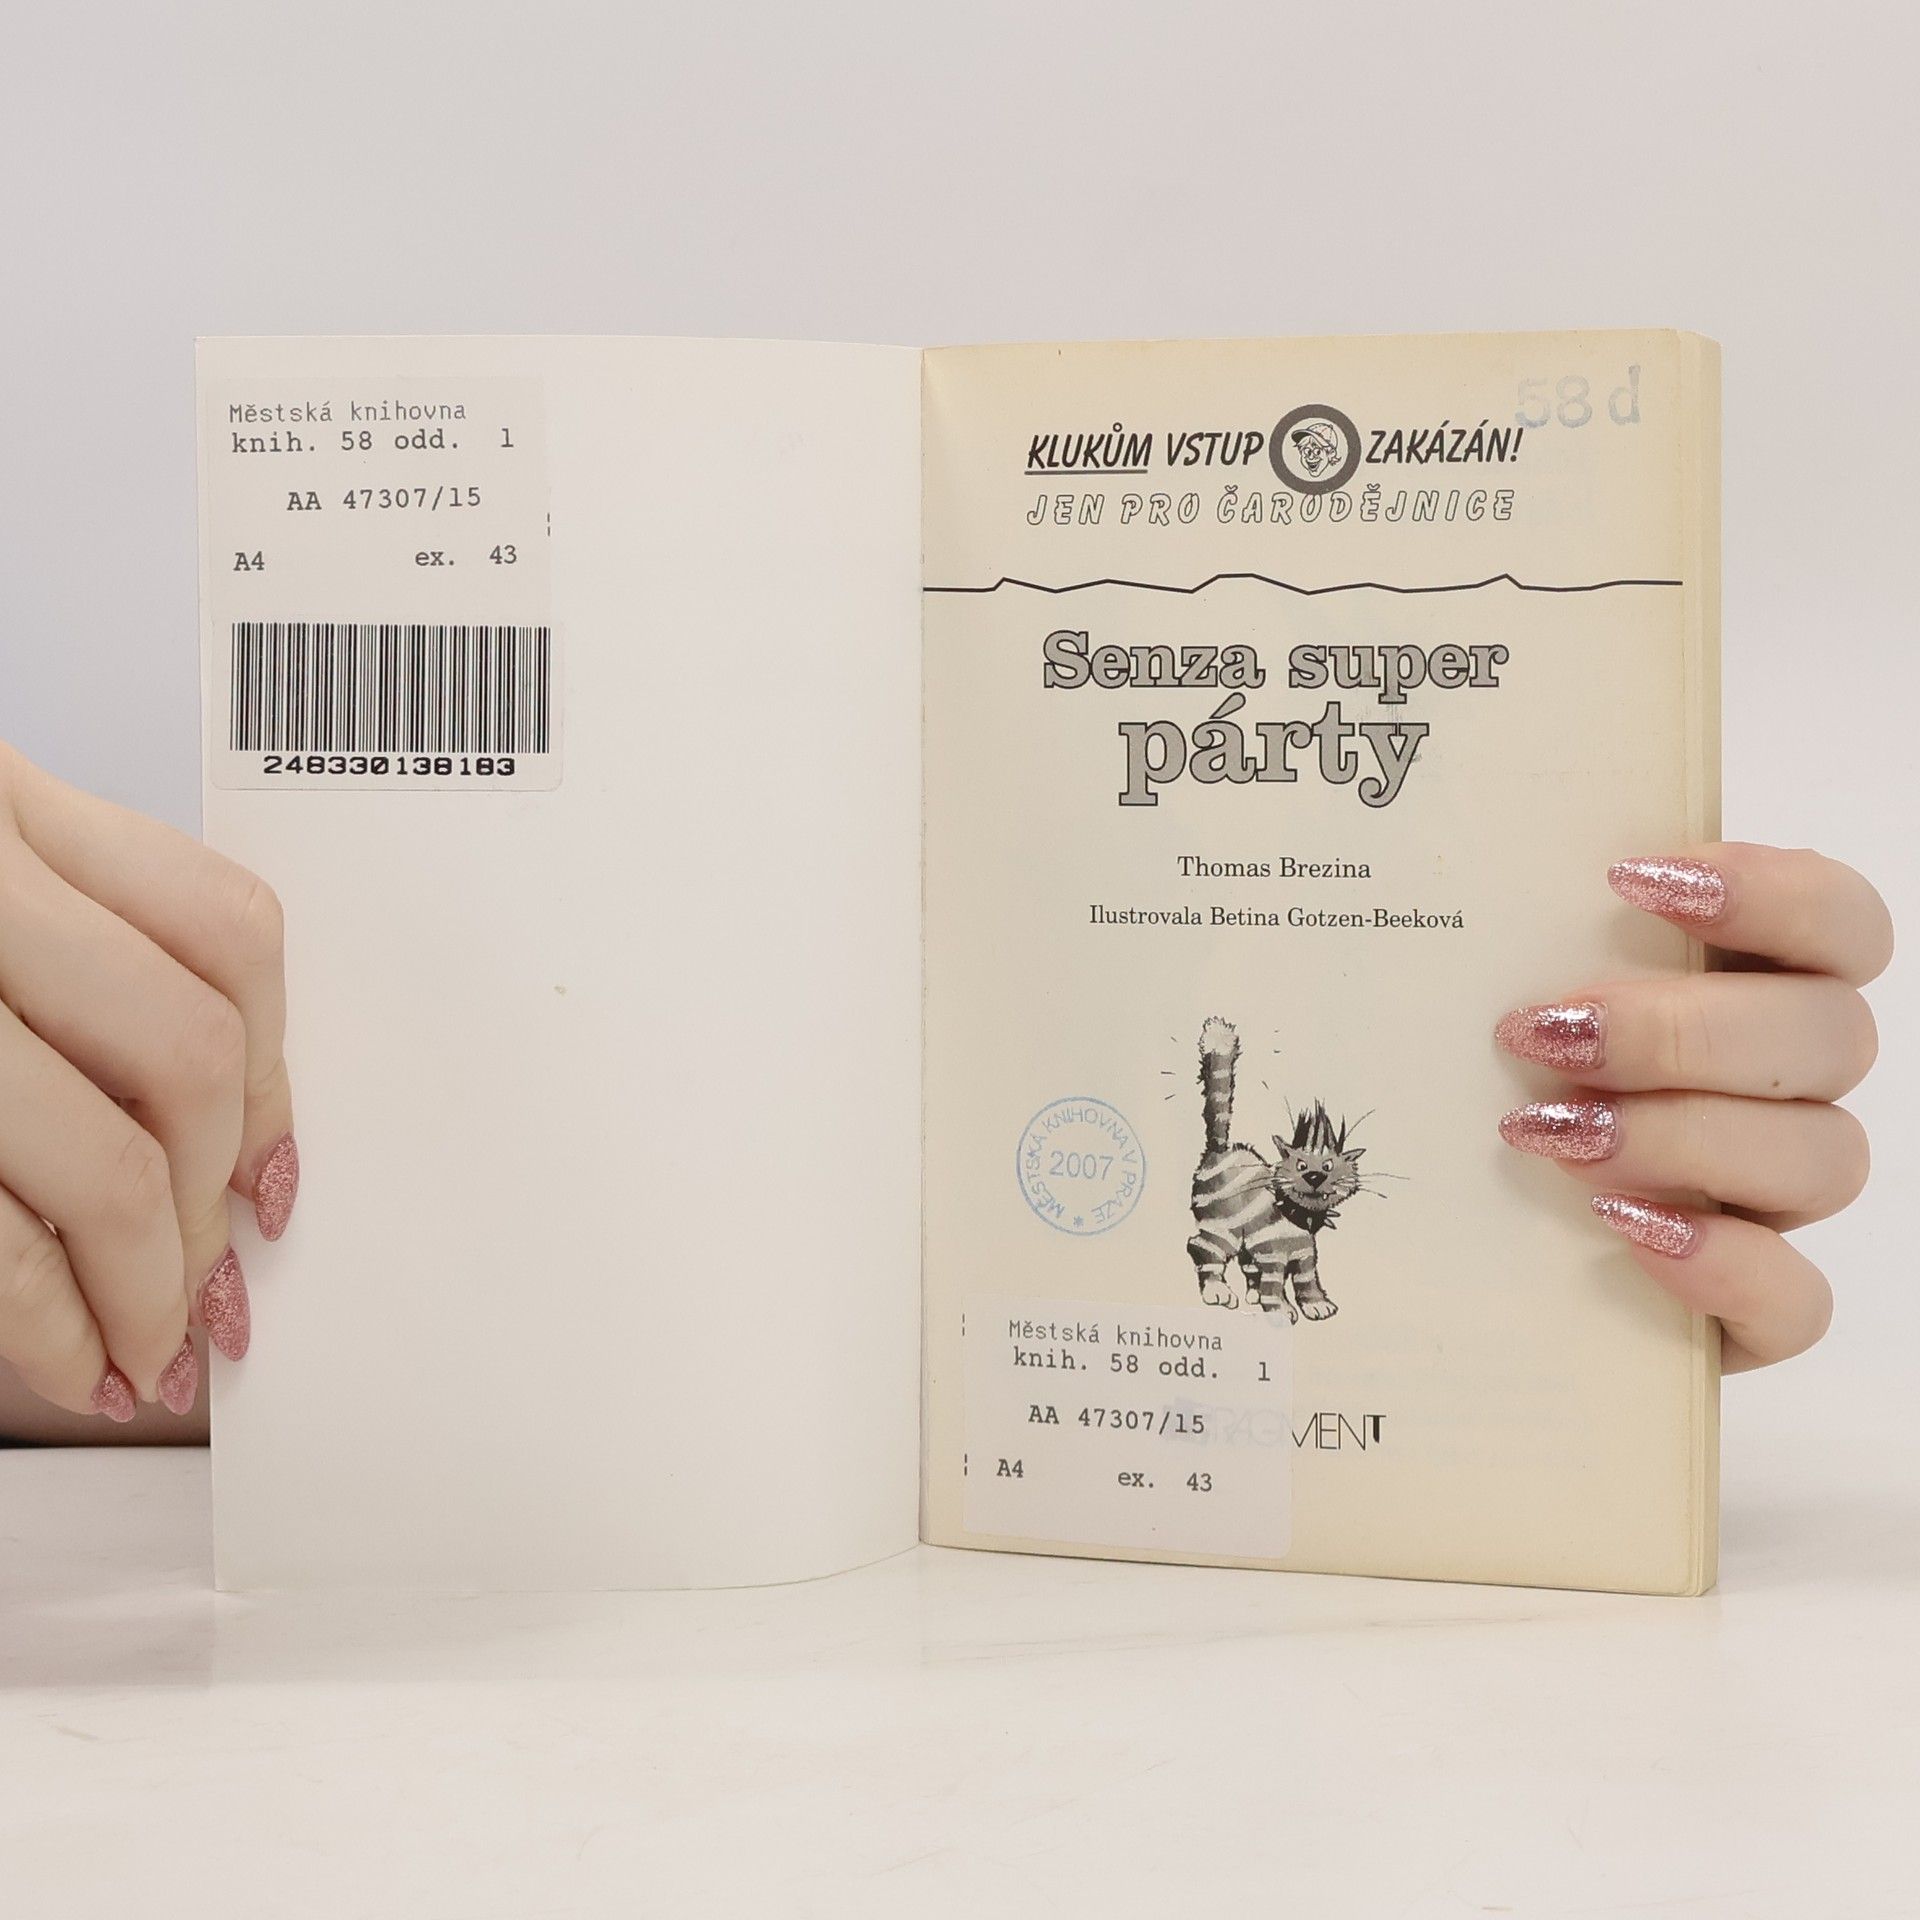 Městská knihovna
knih. 58 odd. 1
AA 47307/15
A4 ex. 43
248330138183
58 d
KLUKŮM VSTUP ZAKÁZÁN!
JEN PRO ČARODĚJNICE
Senza super
párty
Thomas Brezina
Ilustrovala Betina Gotzen-Beeková
MĚSTSKÁ KNIHOVNA V PRAZE
2007
Městská knihovna
knih. 58 odd. 1
AA 47307/15
FRAGMENT
A4 ex. 43